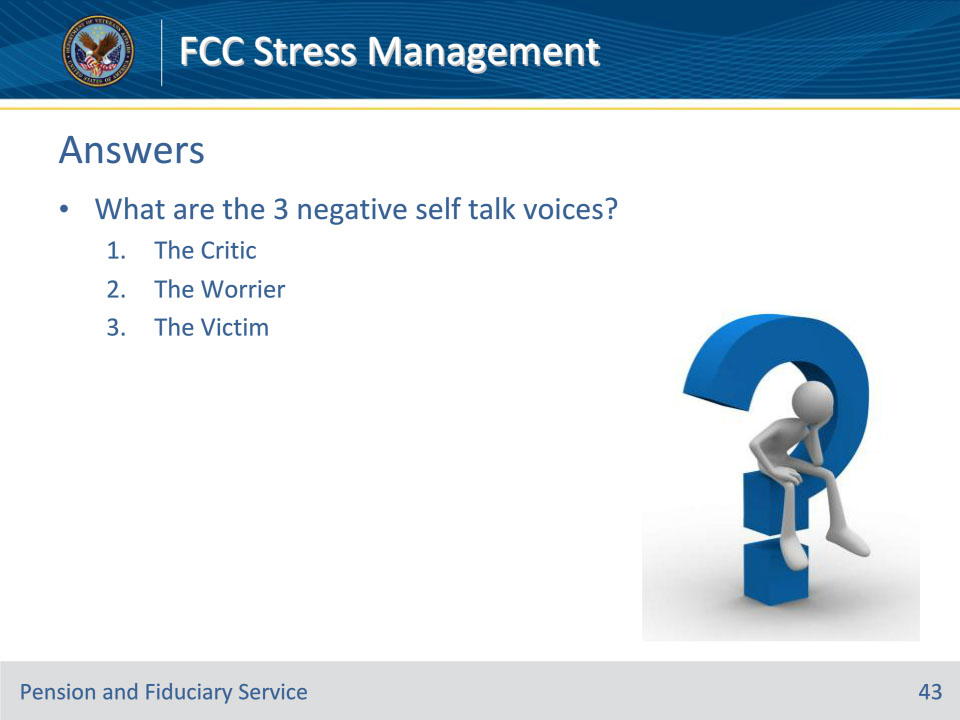 FCC Stress Management
Answers
• What are the 3 negative self talk voices?
1. The Critic
2. The Worrier
3. The Victim
Pension and Fiduciary Service
43